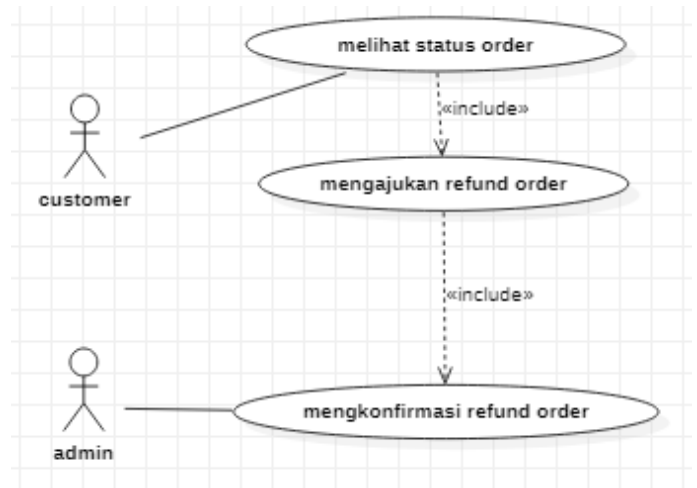 melihat status order
«include»
mengajukan refund order
customer
«include»
mengkonfirmasi refund order
admin